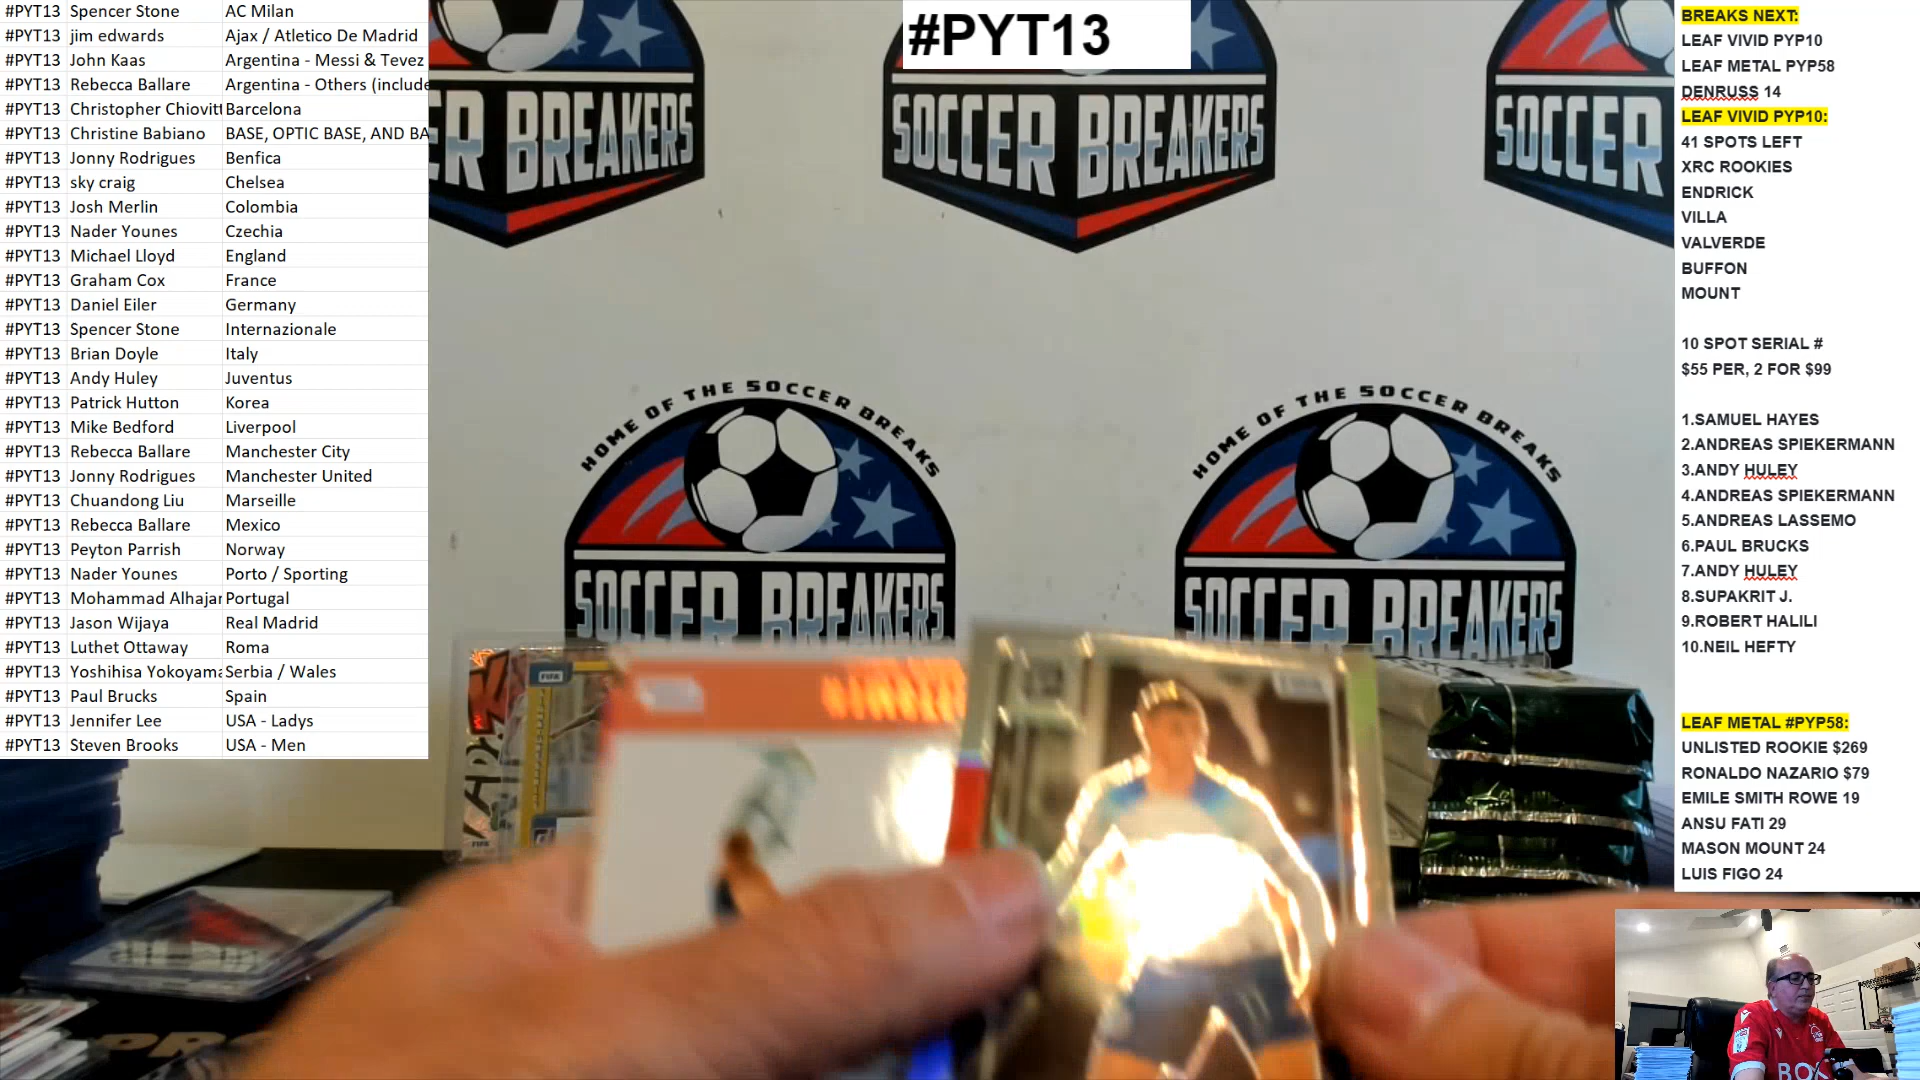 #PYT13 Spencer Stone AC Milan
#PYT13 jim edwards Ajax / Atletico De Madrid
#PYT13 John Kaas Argentina - Messi & Tevez
#PYT13 Rebecca Ballare Argentina - Others (include
#PYT13 Christopher Chiovitt Barcelona
#PYT13 Christine Babiano BASE, OPTIC BASE, AND BA
#PYT13 Jonny Rodrigues Benfica
#PYT13 sky craig Chelsea
#PYT13 Josh Merlin Colombia
#PYT13 Nader Younes Czechia
#PYT13 Michael Lloyd England
#PYT13 Graham Cox France
#PYT13 Daniel Eiler Germany
#PYT13 Spencer Stone Internazionale
#PYT13 Brian Doyle Italy
#PYT13 Andy Huley Juventus
#PYT13 Patrick Hutton Korea
#PYT13 Mike Bedford Liverpool
#PYT13 Rebecca Ballare Manchester City
#PYT13 Jonny Rodrigues Manchester United
#PYT13 Chuandong Liu Marseille
#PYT13 Rebecca Ballare Mexico
#PYT13 Peyton Parrish Norway
#PYT13 Nader Younes Porto / Sporting
#PYT13 Mohammad Alhajar Portugal
#PYT13 Jason Wijaya Real Madrid
#PYT13 Luthet Ottaway Roma
#PYT13 Yoshihisa Yokoyama Serbia / Wales
#PYT13 Paul Brucks Spain
#PYT13 Jennifer Lee USA - Ladys
#PYT13 Steven Brooks USA - Men
#PYT13
ER BREAKERS
SOCCER BREAKERS
SOCCER
HOME OF THE SOCCER BREAKS
SOCCER BREAKERS
HOME OF THE SOCCER BREAKS
SOCCER BREAKERS
FIFA
BREAKS NEXT:
LEAF VIVID PYP10
LEAF METAL PYP58
DENRUSS 14
LEAF VIVID PYP10:
41 SPOTS LEFT
XRC ROOKIES
ENDRICK
VILLA
VALVERDE
BUFFON
MOUNT
10 SPOT SERIAL #
$55 PER, 2 FOR $99
1.SAMUEL HAYES
2.ANDREAS SPIEKERMANN
3.ANDY HULEY
4.ANDREAS SPIEKERMANN
5.ANDREAS LASSEMO
6.PAUL BRUCKS
7.ANDY HULEY
8.SUPAKRIT J.
9.ROBERT HALILI
10.NEIL HEFTY
LEAF METAL #PYP58:
UNLISTED ROOKIE $269
RONALDO NAZARIO $79
EMILE SMITH ROWE 19
ANSU FATI 29
MASON MOUNT 24
LUIS FIGO 24